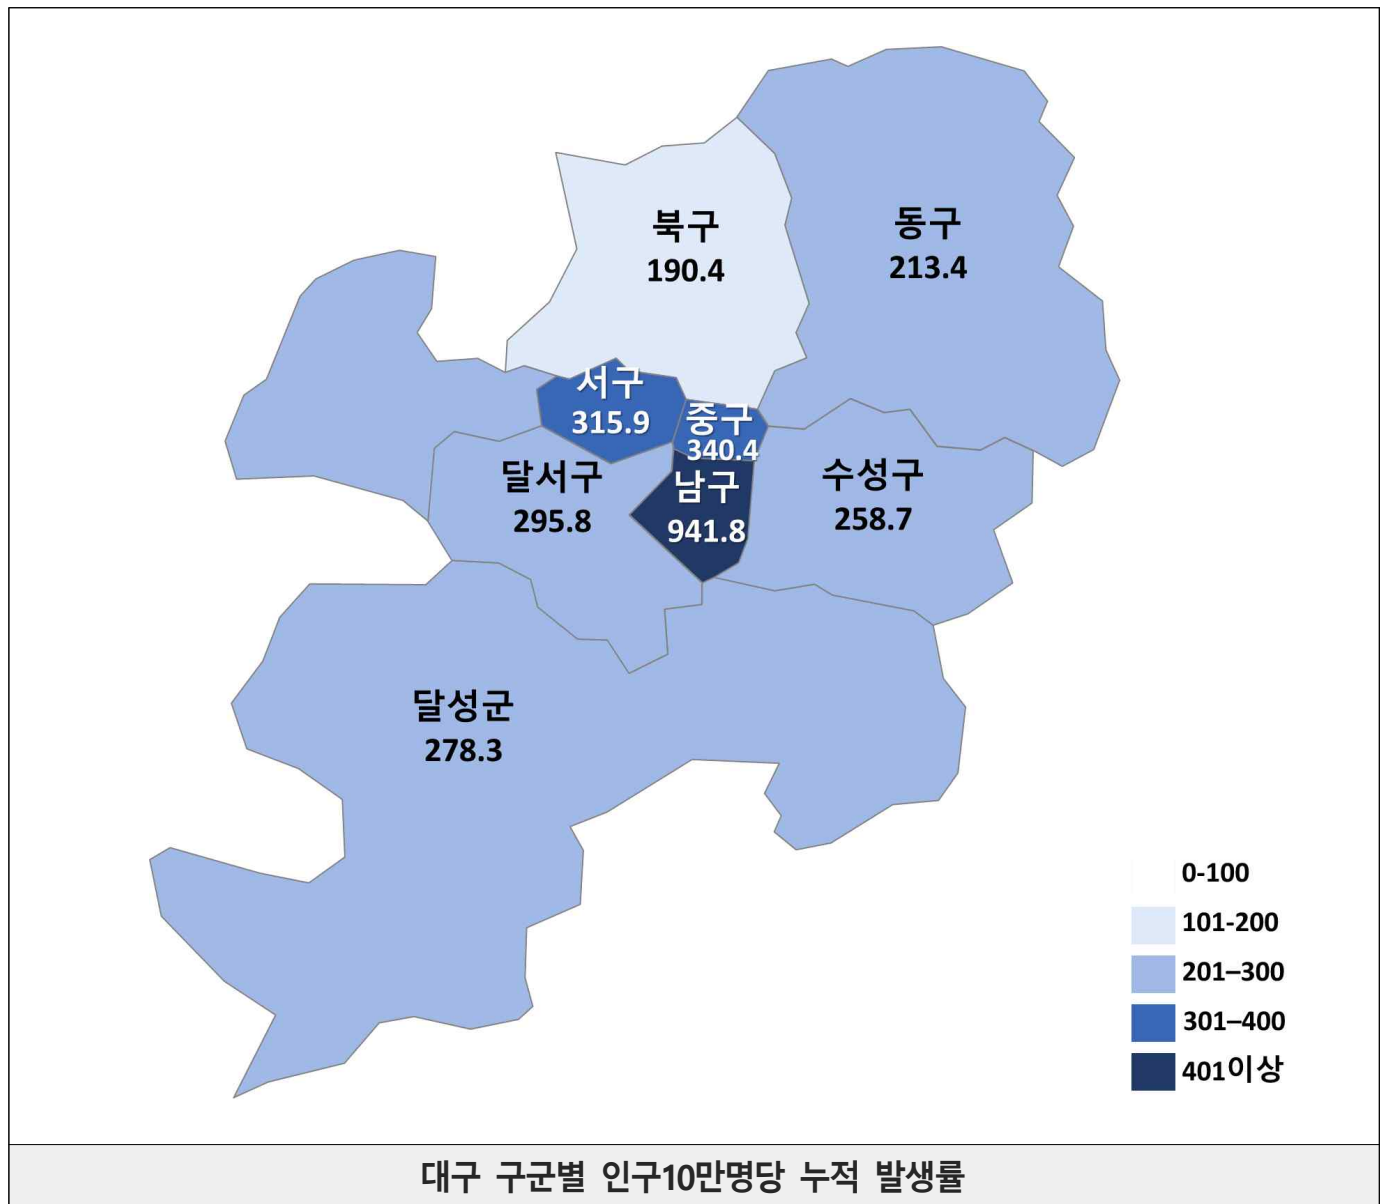 북구
190.4
동구
213.4
서구
315.9
중구
340.4
달서구
295.8
남구
941.8
수성구
258.7
달성군
278.3
0-100
101-200
201–300
301–400
401이상
대구 구군별 인구10만명당 누적 발생률